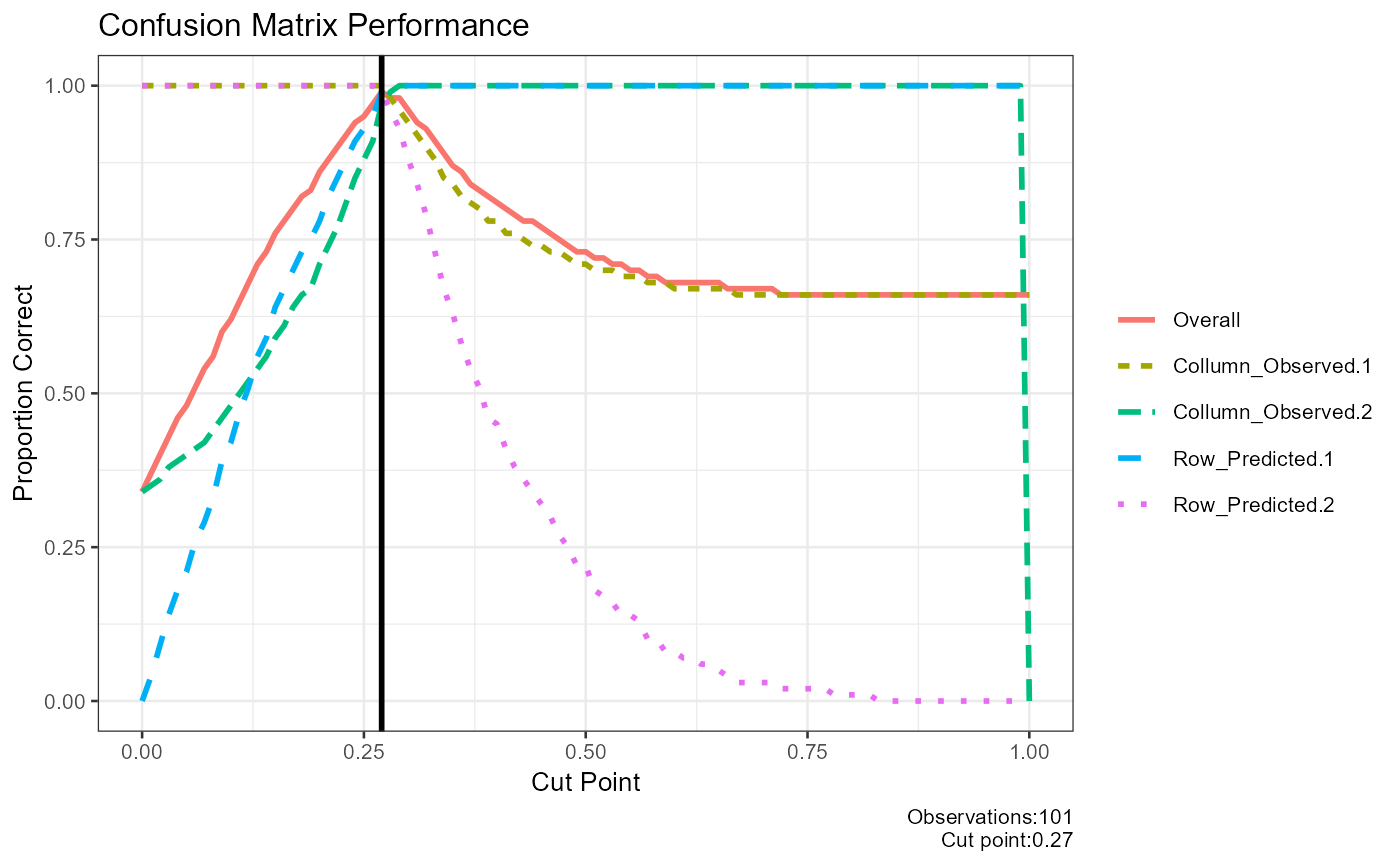 Confusion Matrix Performance
Proportion Correct
1.00
0.75
0.50
0.25
0.00
0.00 0.25 0.50 0.75 1.00
Cut Point
Overall
Collumn_Observed.1
Collumn_Observed.2
Row_Predicted.1
Row_Predicted.2
Observations:101
Cut point:0.27